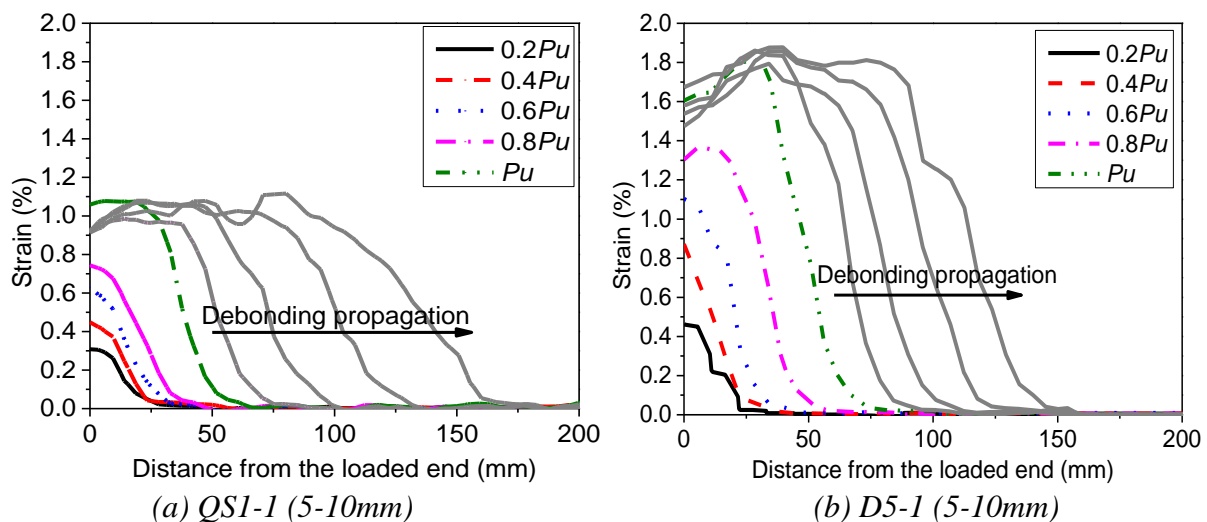 2.0
1.8
1.6
1.4
1.2
1.0
0.8
0.6
0.4
0.2
0.0
Strain (%)
0.2Pu
0.4Pu
0.6Pu
0.8Pu
Pu
Debonding propagation
0 50 100 150 200
Distance from the loaded end (mm)
(a) QS1-1 (5-10mm)
2.0
1.8
1.6
1.4
1.2
1.0
0.8
0.6
0.4
0.2
0.0
Strain (%)
0.2Pu
0.4Pu
0.6Pu
0.8Pu
Pu
Debonding propagation
0 50 100 150 200
Distance from the loaded end (mm)
(b) D5-1 (5-10mm)